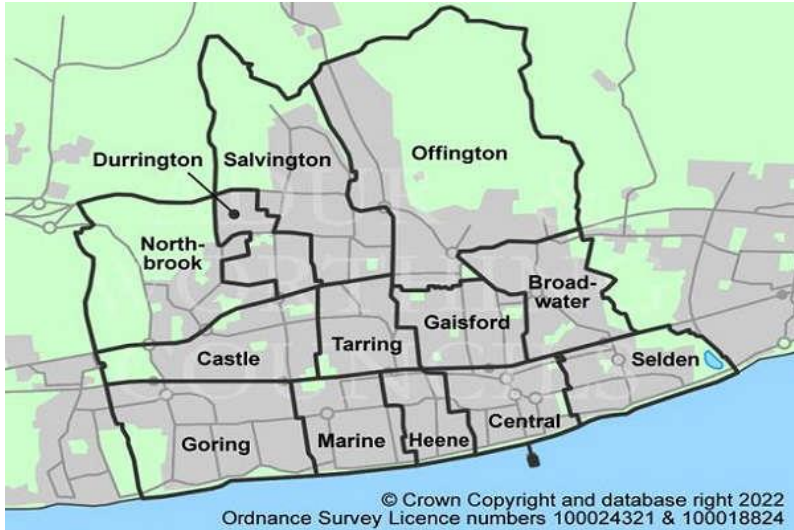 Durrington
Salvington
Offington
North-
brook
Broad-
water
Gaisford
Tarring
Castle
Selden
Central
Goring
Marine
Heene
© Crown Copyright and database right 2022
Ordnance Survey Licence numbers 100024321 & 100018824